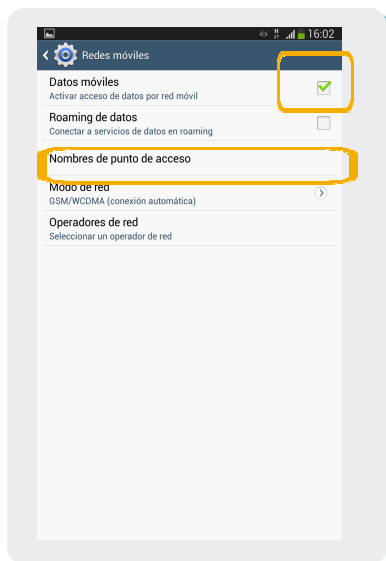 16:02
Redes móviles
Datos móviles
Activar acceso de datos por red móvil
Roaming de datos
Conectar a servicios de datos en roaming
Nombres de punto de acceso
Modo de red
GSM/WCDMA (conexión automática)
Operadores de red
Seleccionar un operador de red